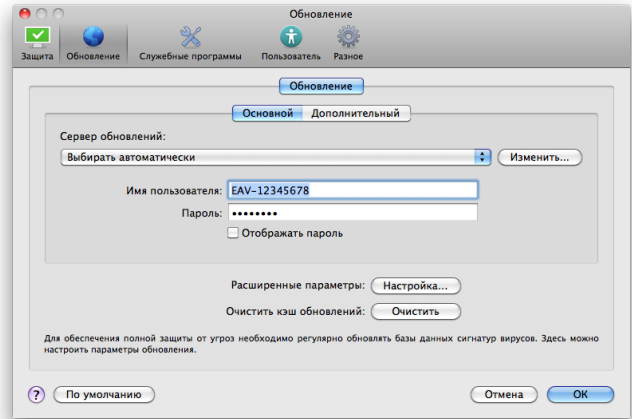 Обновление
Защита Обновление Служебные программы Пользователь Разное
Обновление
Основной Дополнительный
Сервер обновлений:
Выбирать автоматически Изменить...
Имя пользователя: EAV-12345678
Пароль: ••••••••
Отображать пароль
Расширенные параметры: Настройка...
Очистить кэш обновлений: Очистить
Для обеспечения полной защиты от угроз необходимо регулярно обновлять базы данных сигнатур вирусов. Здесь можно
настроить параметры обновления.
? По умолчанию Отмена ОК